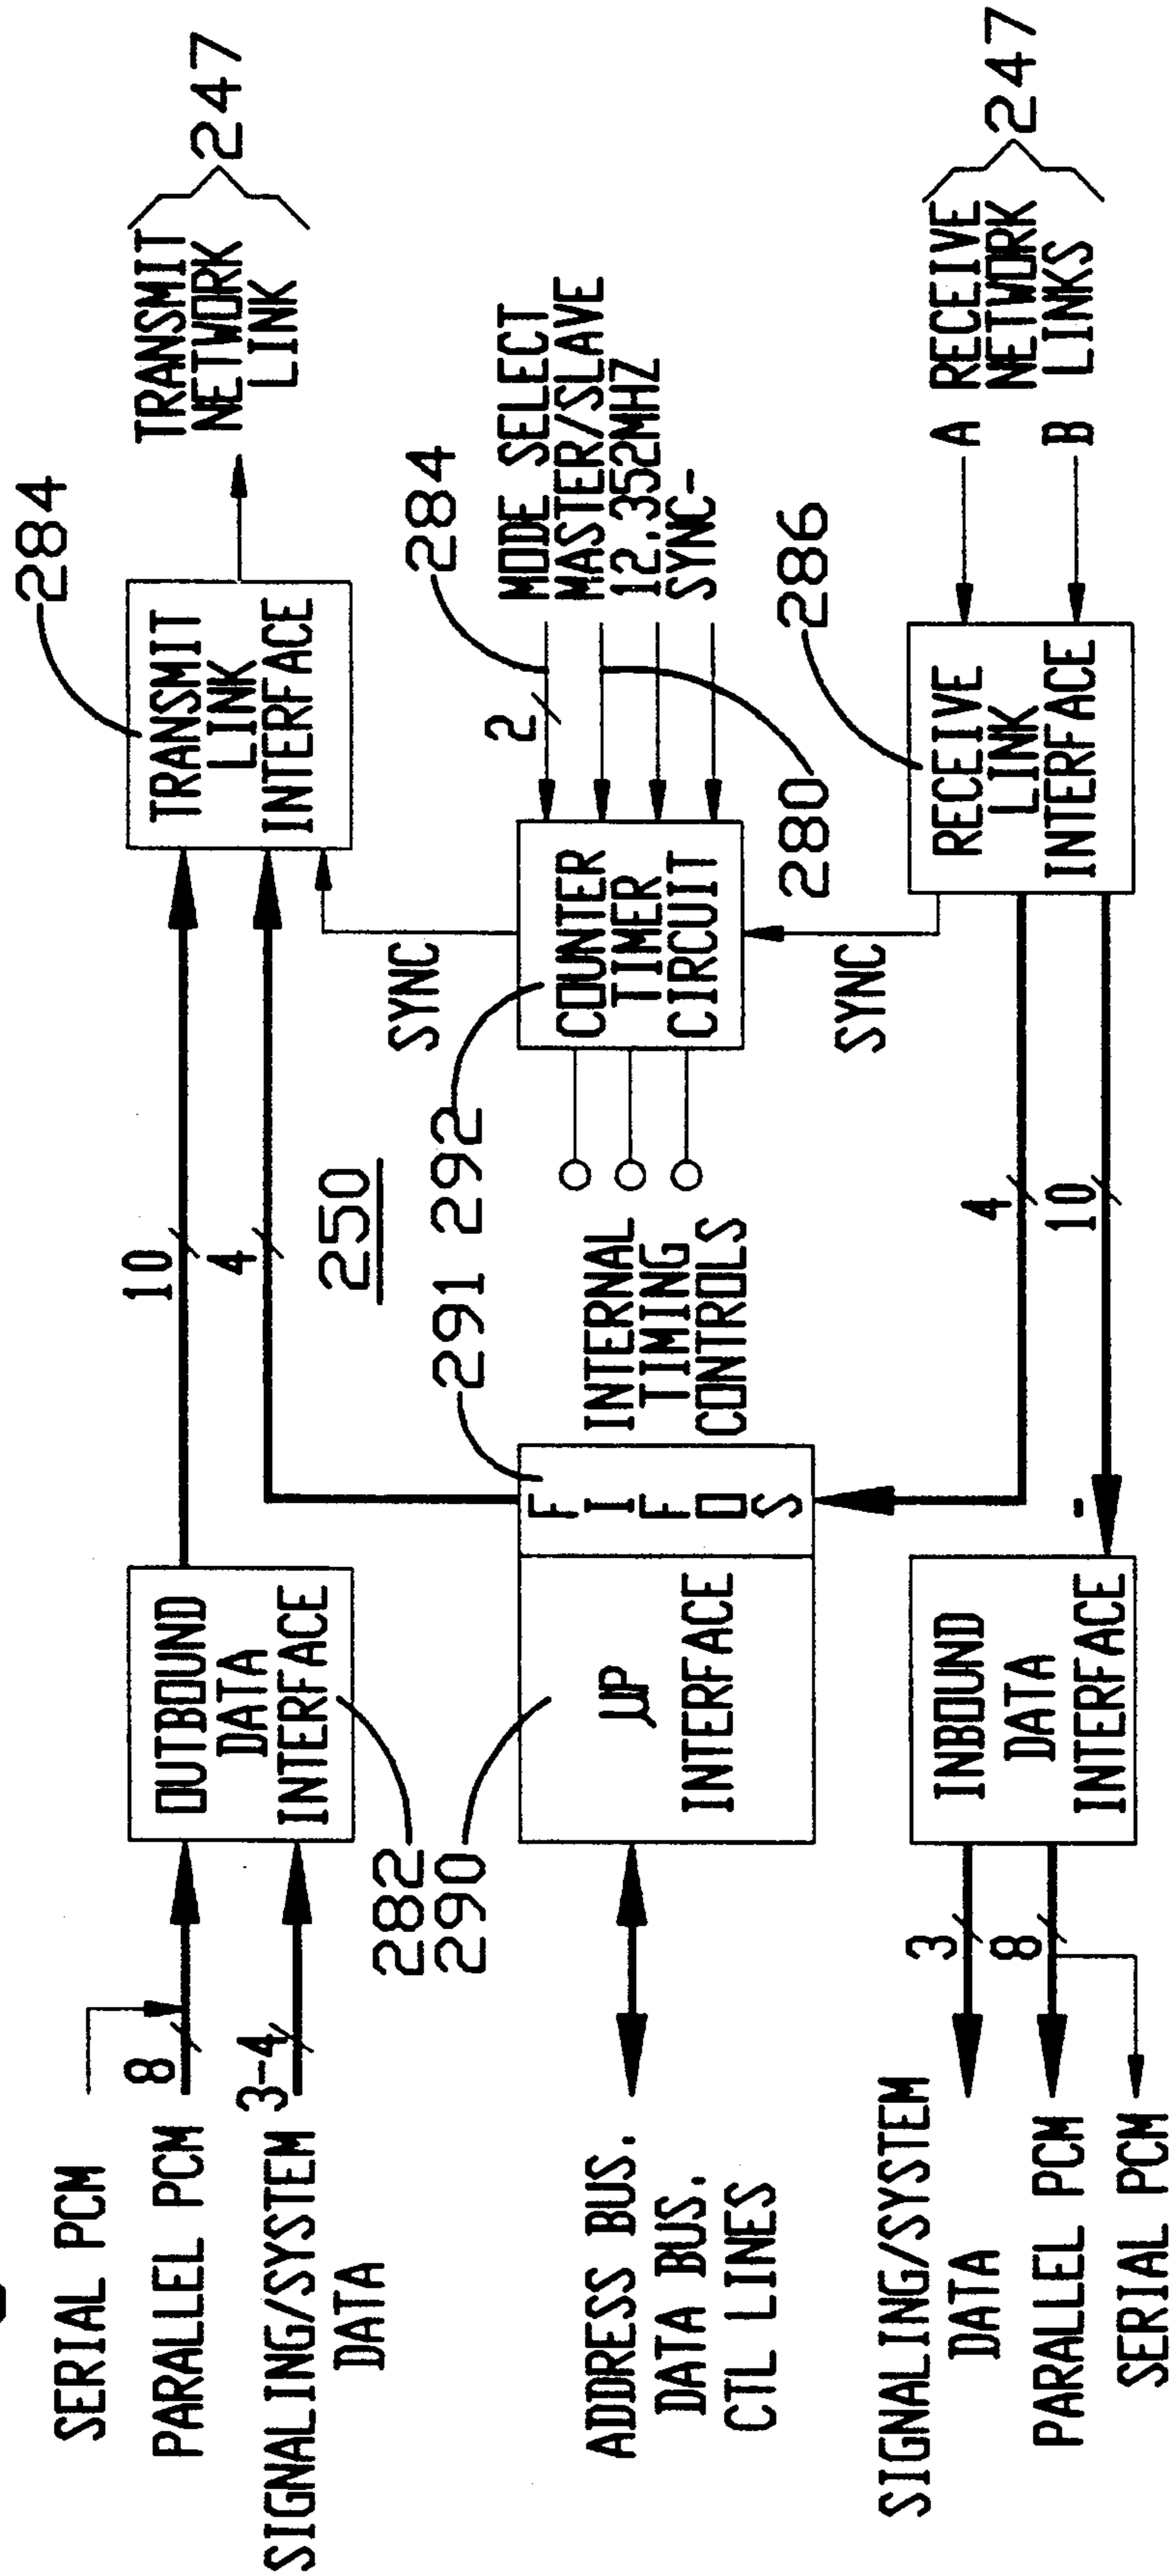 SERIAL PCM
PARALLEL PCM
8
SIGNALING/SYSTEM
DATA
3-4
OUTBOUND
DATA
INTERFACE
282
10
4
TRANSMIT
LINK
INTERFACE
284
TRANSMIT
NETWORK
LINK
247
250
SYNC
ADDRESS BUS.
DATA BUS.
CTL LINES
290
µP
INTERFACE
FIFOS
291
292
INTERNAL
TIMING
CONTROLS
COUNTER
TIMER
CIRCUIT
2
284
MODE SELECT
MASTER/SLAVE
12.352MHZ
SYNC-
280
SYNC
SIGNALING/SYSTEM
DATA
PARALLEL PCM
SERIAL PCM
3
8
INBOUND
DATA
INTERFACE
4
10
RECEIVE
LINK
INTERFACE
286
A
B
RECEIVE
NETWORK
LINKS
247